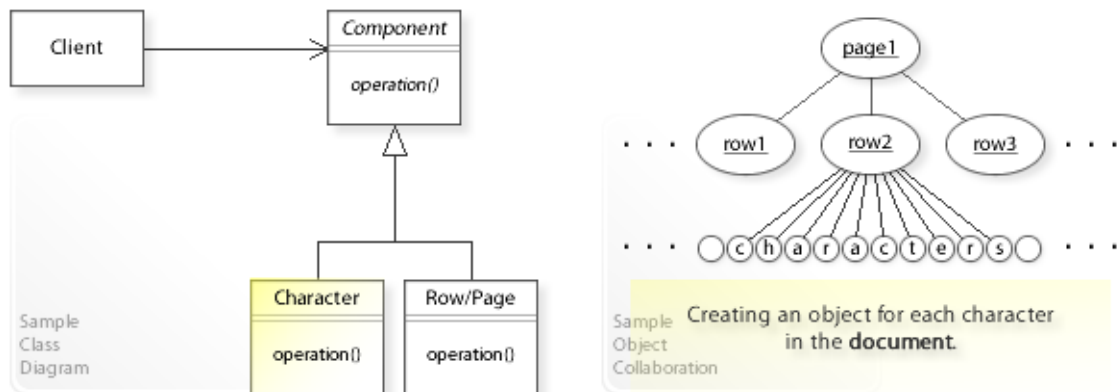 Client
Component
operation()
Character
operation()
Row/Page
operation()
Sample
Class
Diagram
page1
row1
row2
row3
c h a r a c t e r s
Creating an object for each character
in the document.
Sample
Object
Collaboration